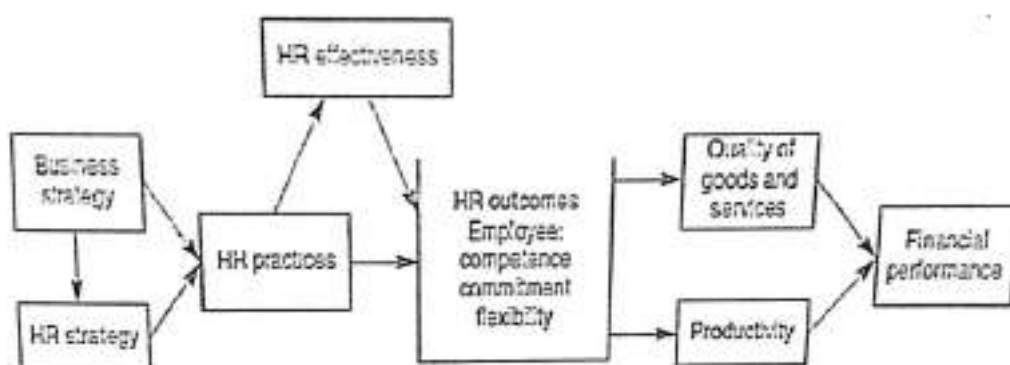 HR effectiveness
Business
strategy
HR strategy
HR practices
HR outcomes
Employee:
competence
commitment
flexibility
Quality of
goods and
services
Productivity
Financial
performance